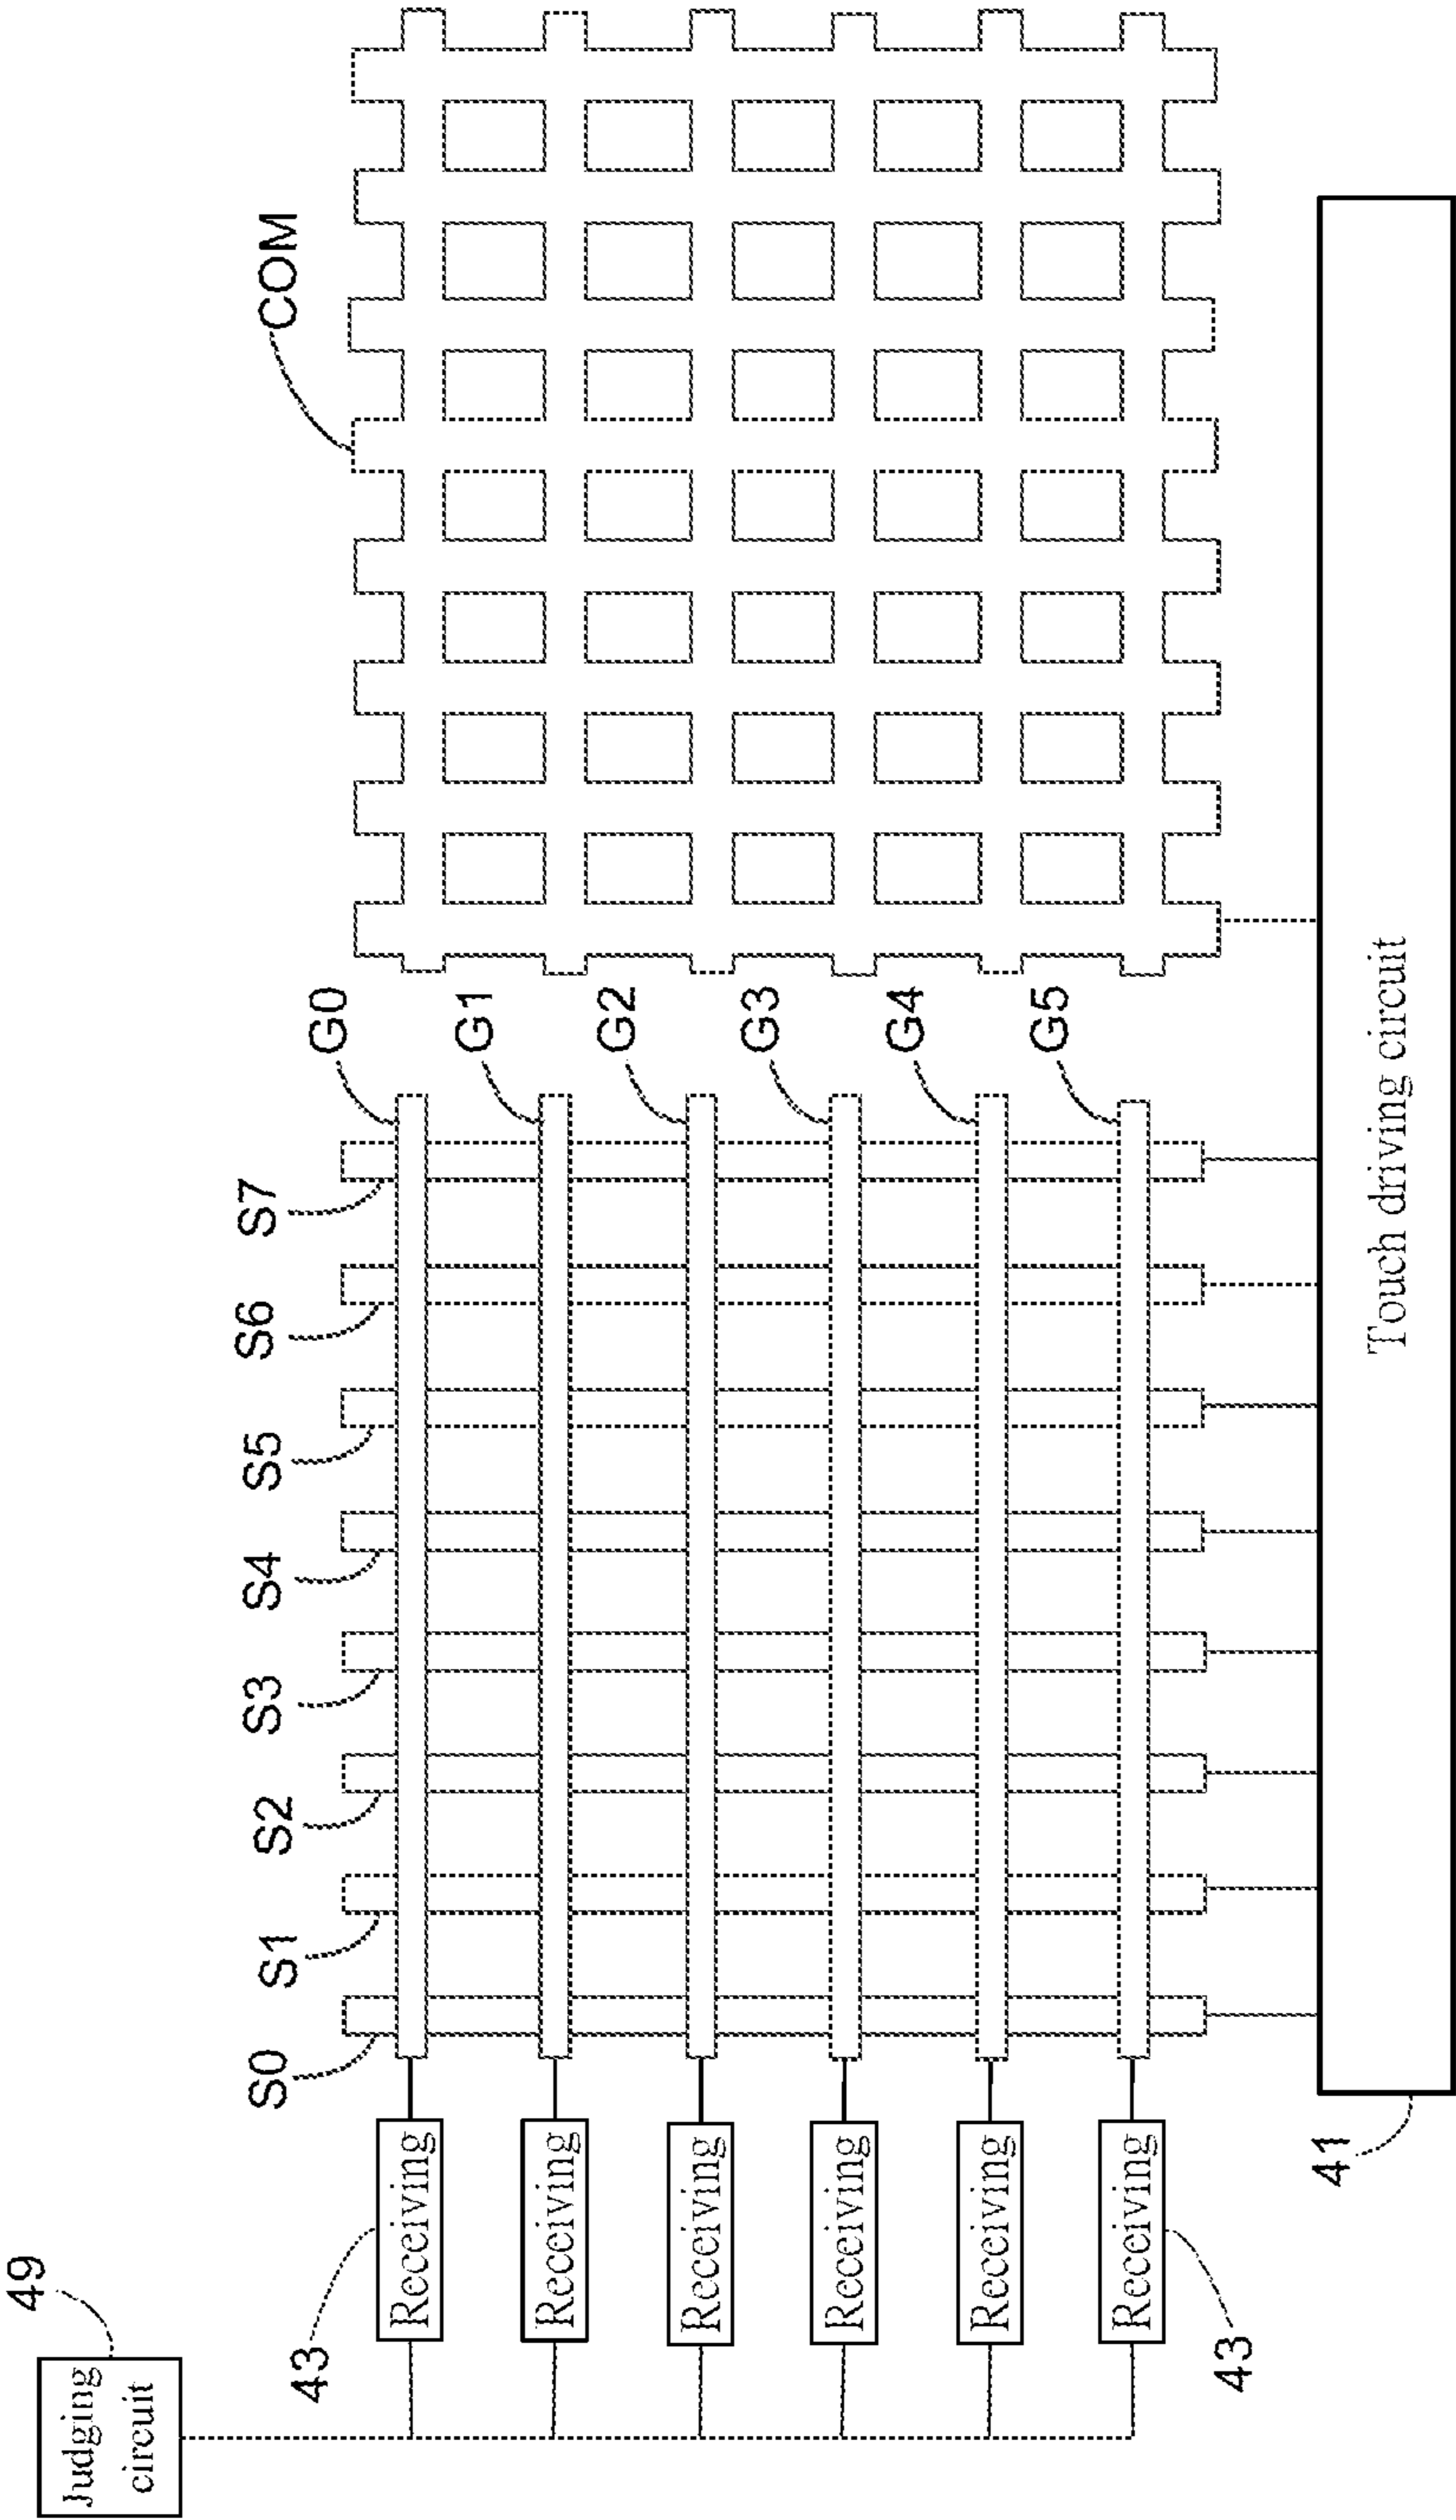 49
Judging
circuit
43
Receiving
Receiving
Receiving
Receiving
Receiving
Receiving
43
S0
S1
S2
S3
S4
S5
S6
S7
G0
G1
G2
G3
G4
G5
COM
41
Touch driving circuit